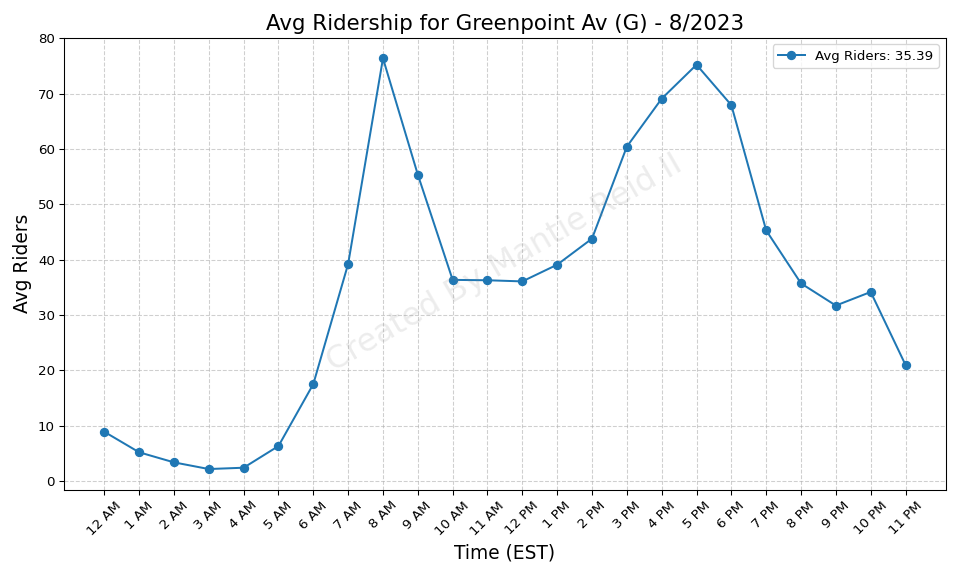 Avg Ridership for Greenpoint Av (G) - 8/2023
Avg Riders: 35.39
80
70
60
50
40
30
20
10
0
Avg Riders
Created By Mantie Reid II
12 AM
1 AM
2 AM
3 AM
4 AM
5 AM
6 AM
7 AM
8 AM
9 AM
10 AM
11 AM
12 PM
1 PM
2 PM
3 PM
4 PM
5 PM
6 PM
7 PM
8 PM
9 PM
10 PM
11 PM
Time (EST)